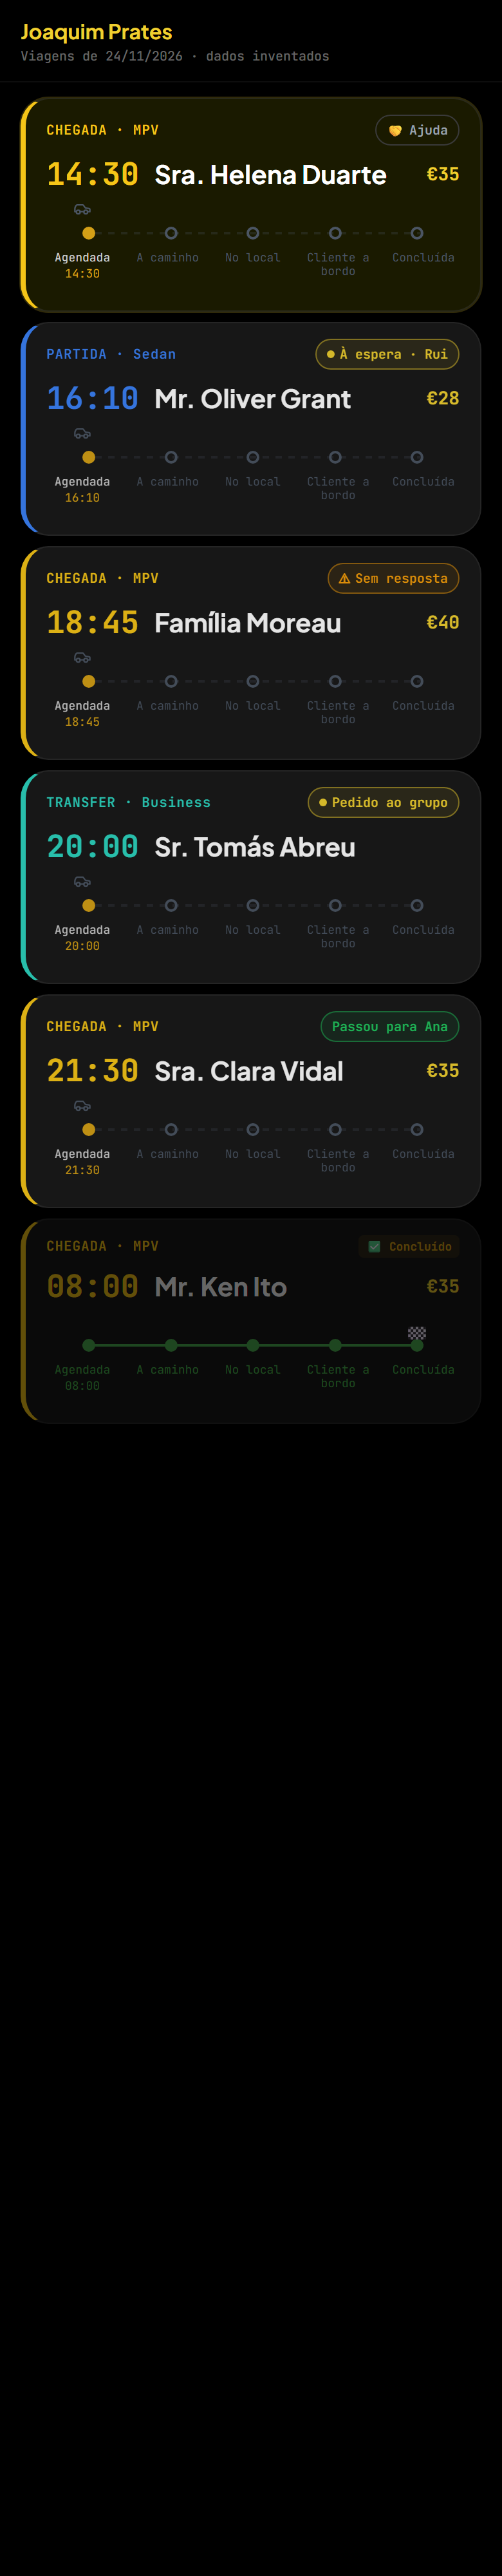 Joaquim Prates
Viagens de 24/11/2026 · dados inventados
CHEGADA · MPV
🤝 Ajuda
14:30 Sra. Helena Duarte €35
Agendada A caminho No local Cliente a bordo Concluída
14:30
PARTIDA · Sedan
● À espera · Rui
16:10 Mr. Oliver Grant €28
Agendada A caminho No local Cliente a bordo Concluída
16:10
CHEGADA · MPV
⚠ Sem resposta
18:45 Família Moreau €40
Agendada A caminho No local Cliente a bordo Concluída
18:45
TRANSFER · Business
● Pedido ao grupo
20:00 Sr. Tomás Abreu
Agendada A caminho No local Cliente a bordo Concluída
20:00
CHEGADA · MPV
Passou para Ana
21:30 Sra. Clara Vidal €35
Agendada A caminho No local Cliente a bordo Concluída
21:30
CHEGADA · MPV
✅ Concluído
08:00 Mr. Ken Ito €35
Agendada A caminho No local Cliente a bordo Concluída
08:00